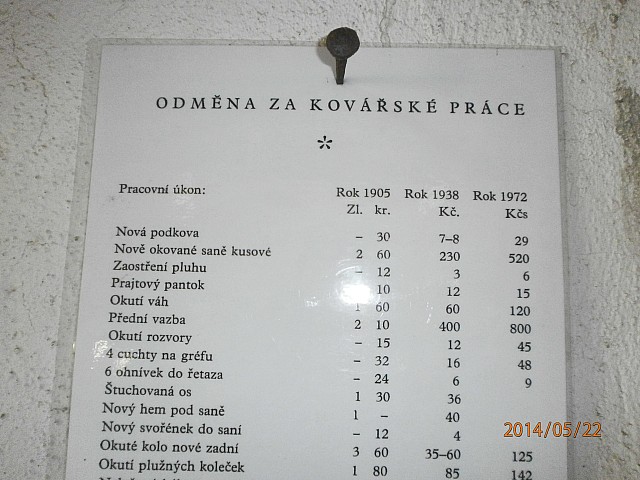 ODMĚNA ZA KOVÁŘSKÉ PRÁCE
*
Pracovní úkon: Rok 1905 Rok 1938 Rok 1972
Zl. kr. Kč. Kčs
Nová podkova – 30 7–8 29
Nově okované saně kusové 2 60 230 520
Zaostření pluhu – 12 3 6
Prajtový pantok 10 12 15
Okutí váh 1 60 60 120
Přední vazba 2 10 400 800
Okutí rozvory – 15 12 45
4 cuchty na gréfu – 32 16 48
6 ohnívek do řetaza – 24 6 9
Štuchovaná os 1 30 36
Nový hem pod saně 1 – 40
Nový svořének do saní – 12 4
Okuté kolo nové zadní 3 60 35–60 125
Okutí plužných koleček 1 80 85 142
2014/05/22